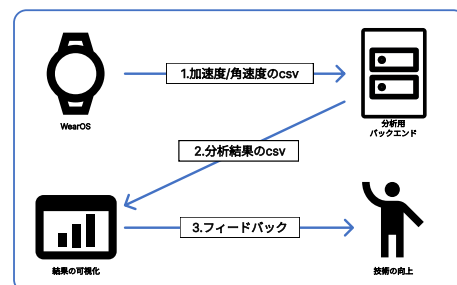 1.加速度/角速度のcsv
WearOS
分析用
バックエンド
2.分析結果のcsv
3.フィードバック
結果の可視化
技術の向上